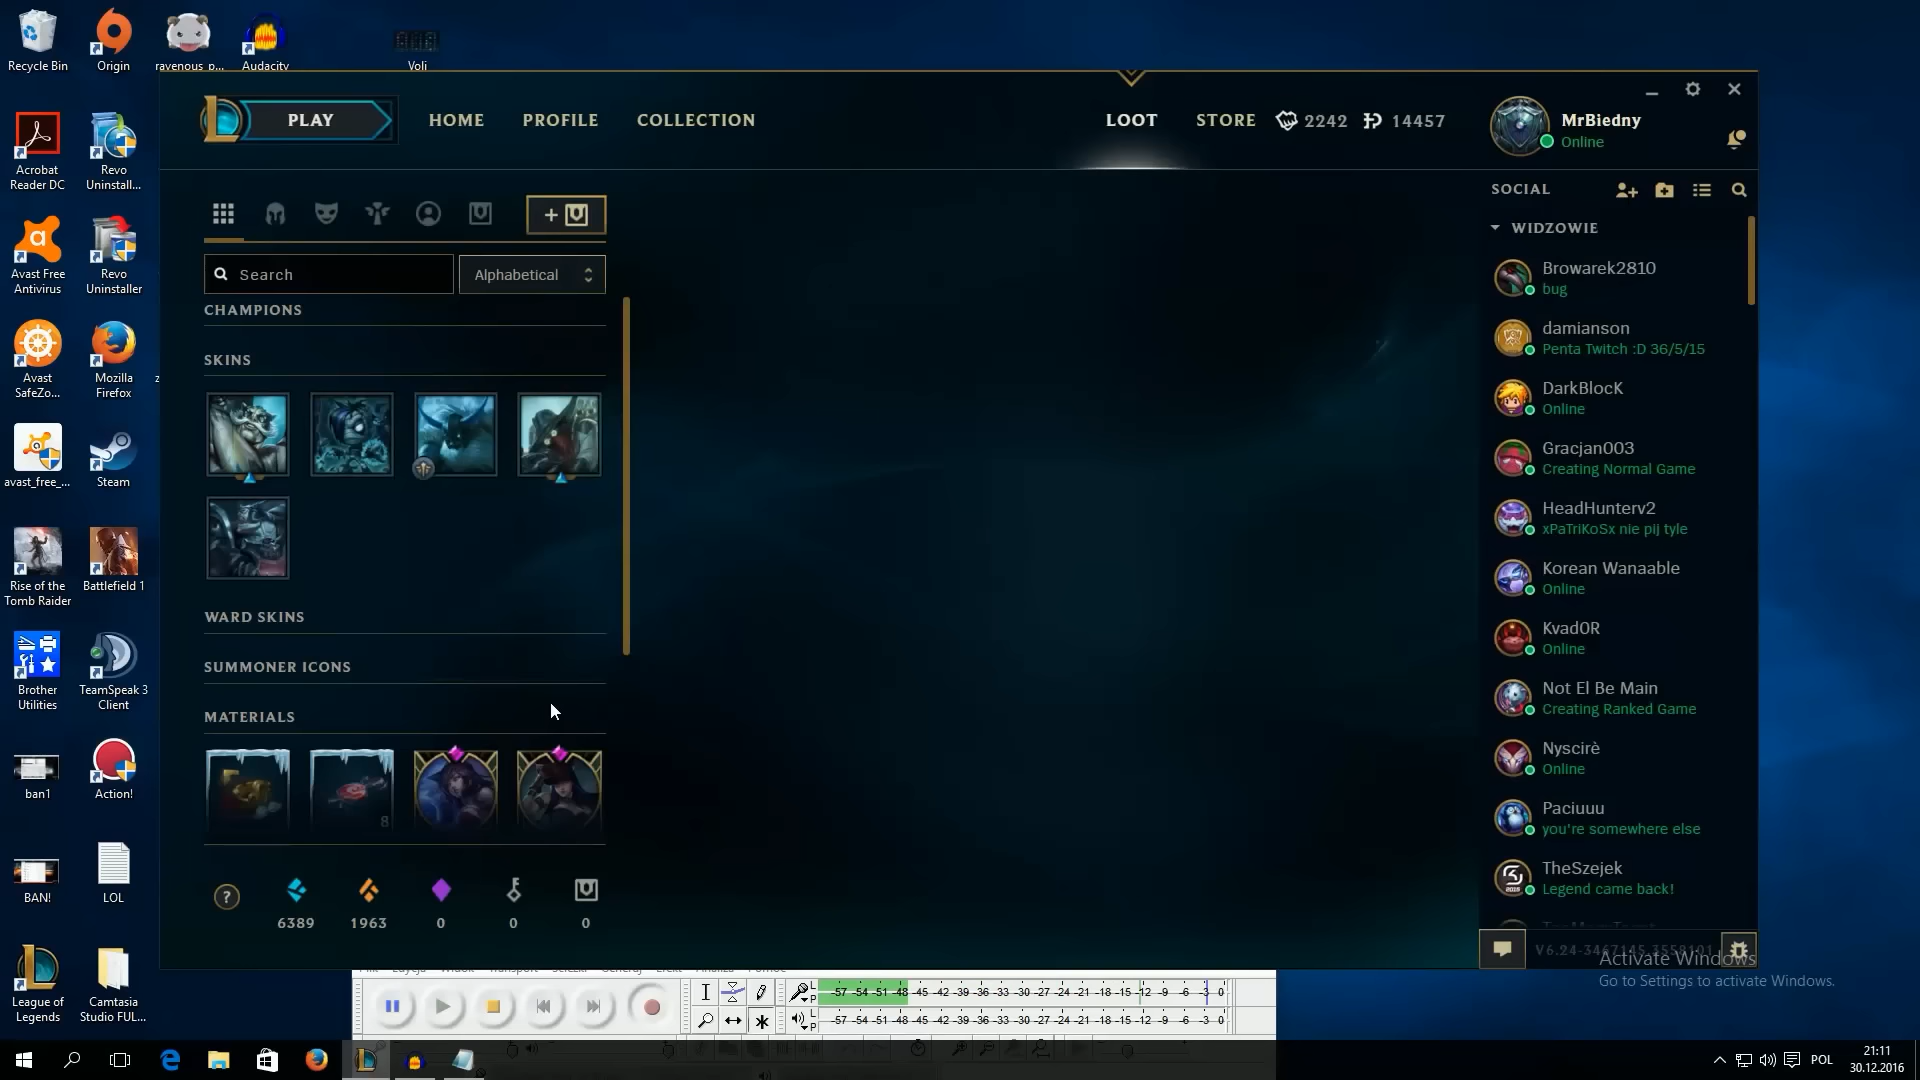 Recycle Bin
Origin
ravenous_p...
Audacity
Voli
Acrobat
Reader DC
Revo
Uninstall...
Avast Free
Antivirus
Revo
Uninstaller
Avast
SafeZo...
Mozilla
Firefox
avast_free_...
Steam
Rise of the
Tomb Raider
Battlefield 1
Brother
Utilities
TeamSpeak 3
Client
ban1
Action!
BAN!
LOL
League of
Legends
Camtasia
Studio FUL...
PLAY
HOME
PROFILE
COLLECTION
LOOT
STORE
2242
14457
MrBiedny
Online
Search
Alphabetical
CHAMPIONS
SKINS
WARD SKINS
SUMMONER ICONS
MATERIALS
8
?
6389
1963
0
0
0
SOCIAL
WIDZOWIE
Browarek2810
bug
damianson
Penta Twitch :D 36/5/15
DarkBlocK
Online
Gracjan003
Creating Normal Game
HeadHunterv2
xPaTriKoSx nie pij tyle
Korean Wanaable
Online
Kvad0R
Online
Not El Be Main
Creating Ranked Game
Nyscirè
Online
Paciuuu
you're somewhere else
TheSzejek
Legend came back!
V6.24-3467145.3558101
Activate Windows
Go to Settings to activate Windows.
L
P
-57 -54 -51 -48 -45 -42 -39 -36 -33 -30 -27 -24 -21 -18 -15 -12 -9 -6 -3 0
L
P
-57 -54 -51 -48 -45 -42 -39 -36 -33 -30 -27 -24 -21 -18 -15 -12 -9 -6 -3 0
POL
21:11
30.12.2016